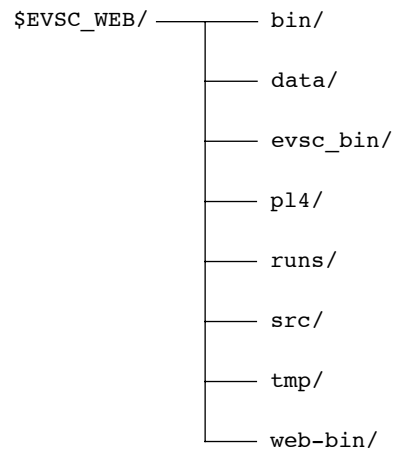 $EVSC_WEB/ bin/
data/
evsc_bin/
pl4/
runs/
src/
tmp/
web-bin/